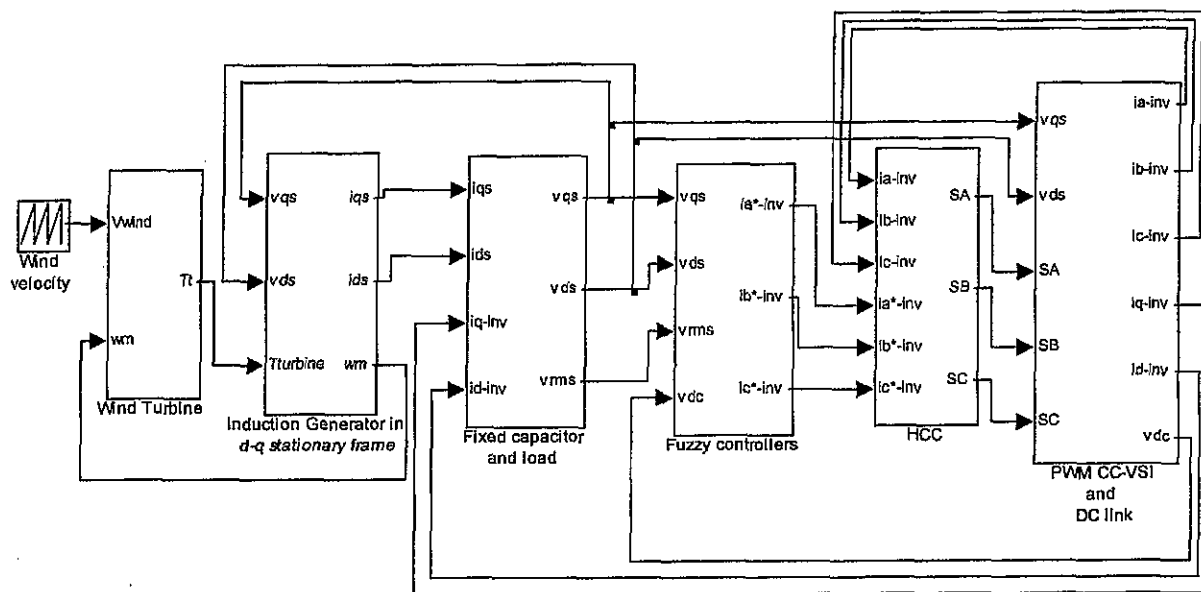 Wind
velocity
Vwind
Tt
wm
Wind Turbine
vqs
vds
Tturbine
iqs
ids
wm
Induction Generator in
d-q stationary frame
iqs
ids
iq-inv
id-inv
vqs
vds
vrms
Fixed capacitor
and load
vqs
vds
vrms
vdc
ia*-inv
ib*-inv
ic*-inv
Fuzzy controllers
ia-inv
ib-inv
ic-inv
ia*-inv
ib*-inv
ic*-inv
SA
SB
SC
HCC
vqs
vds
SA
SB
SC
ia-inv
ib-inv
ic-inv
iq-inv
id-inv
vdc
PWM CC-VSI
and
DC link